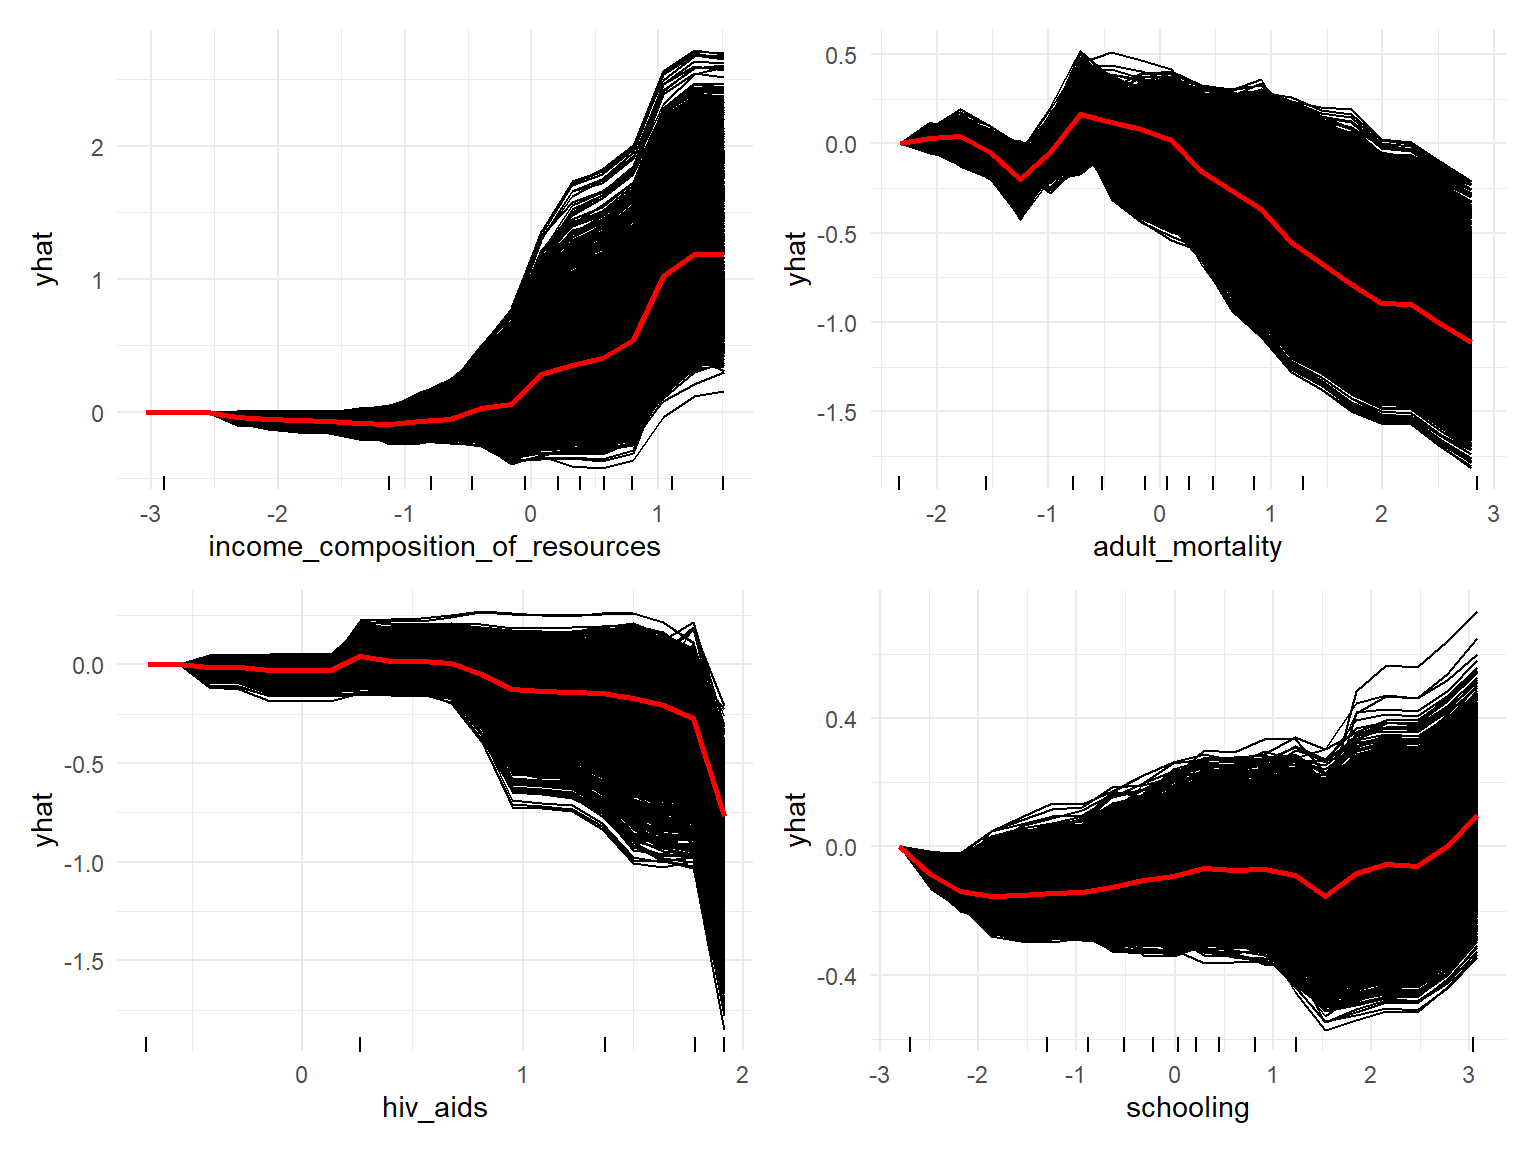 2
1
0
yhat
-3 -2 -1 0 1
income_composition_of_resources
0.5
0.0
-0.5
-1.0
-1.5
yhat
-2 -1 0 1 2 3
adult_mortality
0.0
-0.5
-1.0
-1.5
yhat
0 1 2
hiv_aids
0.4
0.0
-0.4
yhat
-3 -2 -1 0 1 2 3
schooling